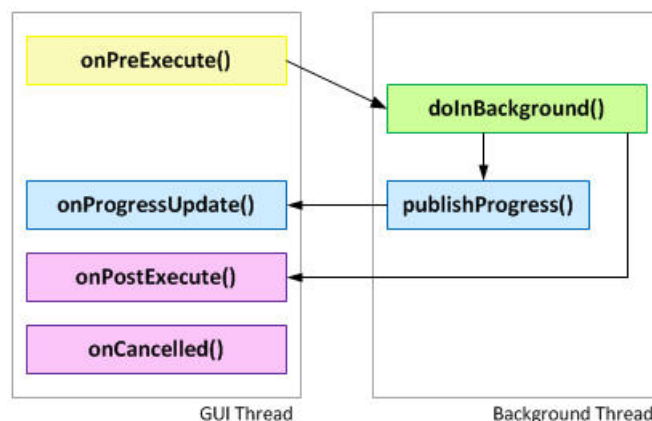 onPreExecute()
doInBackground()
onProgressUpdate()
publishProgress()
onPostExecute()
onCancelled()
GUI Thread
Background Thread